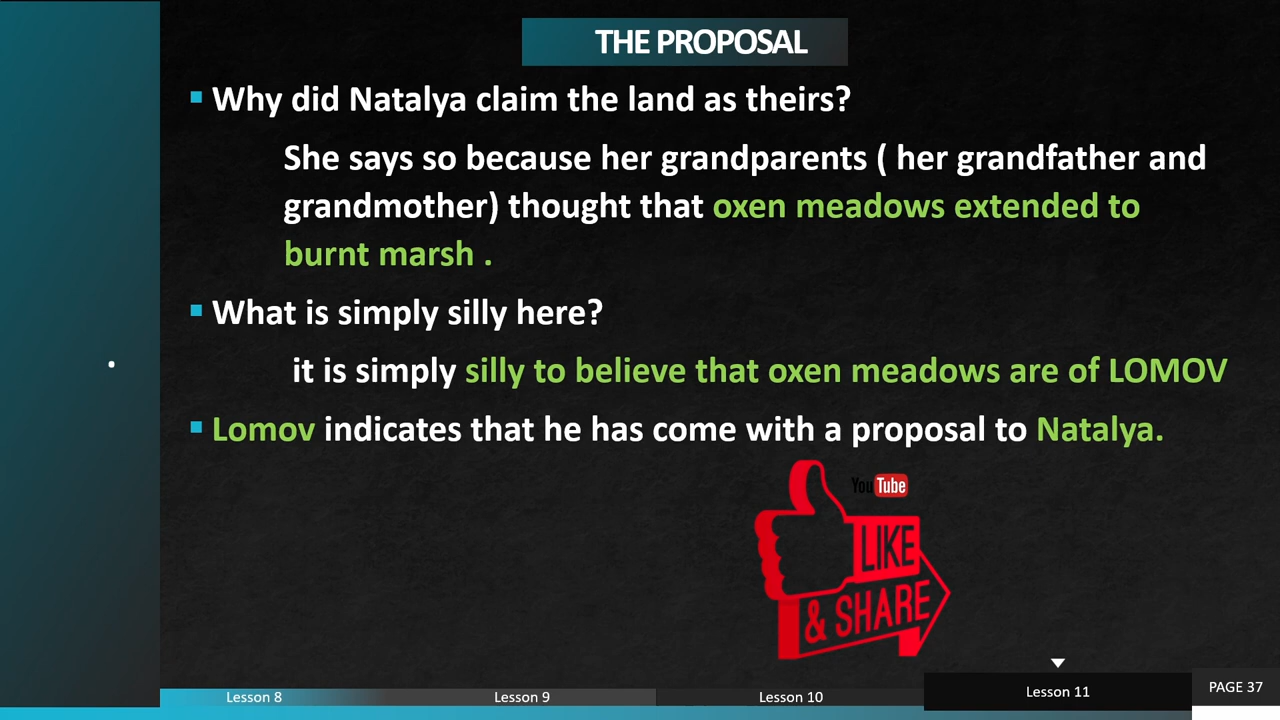 THE PROPOSAL
Why did Natalya claim the land as theirs?
She says so because her grandparents ( her grandfather and
grandmother) thought that oxen meadows extended to
burnt marsh .
What is simply silly here?
it is simply silly to believe that oxen meadows are of LOMOV
Lomov indicates that he has come with a proposal to Natalya.
YouTube
LIKE
& SHARE
Lesson 8
Lesson 9
Lesson 10
Lesson 11
PAGE 37